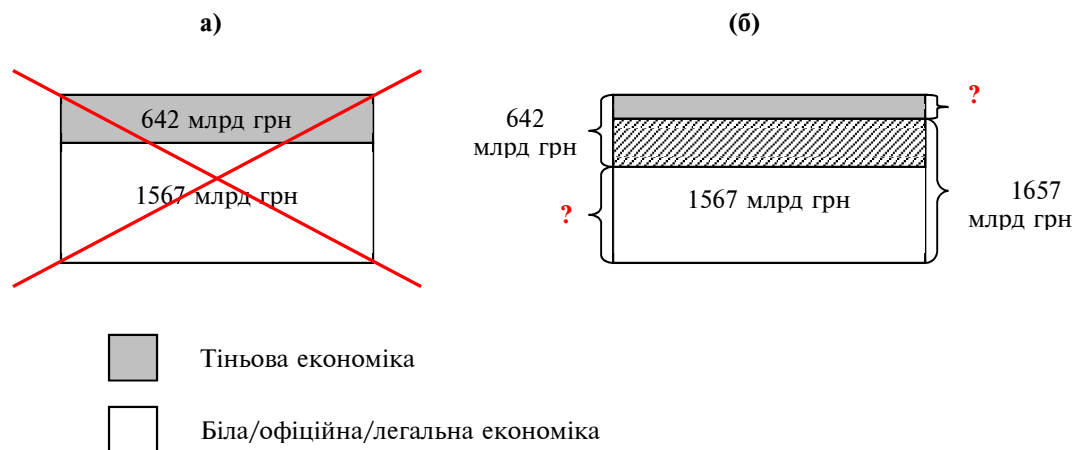 а)
(б)
642 млрд грн
1567 млрд грн
642
млрд грн
?
1567 млрд грн
?
1657
млрд грн
Тіньова економіка
Біла/офіційна/легальна економіка